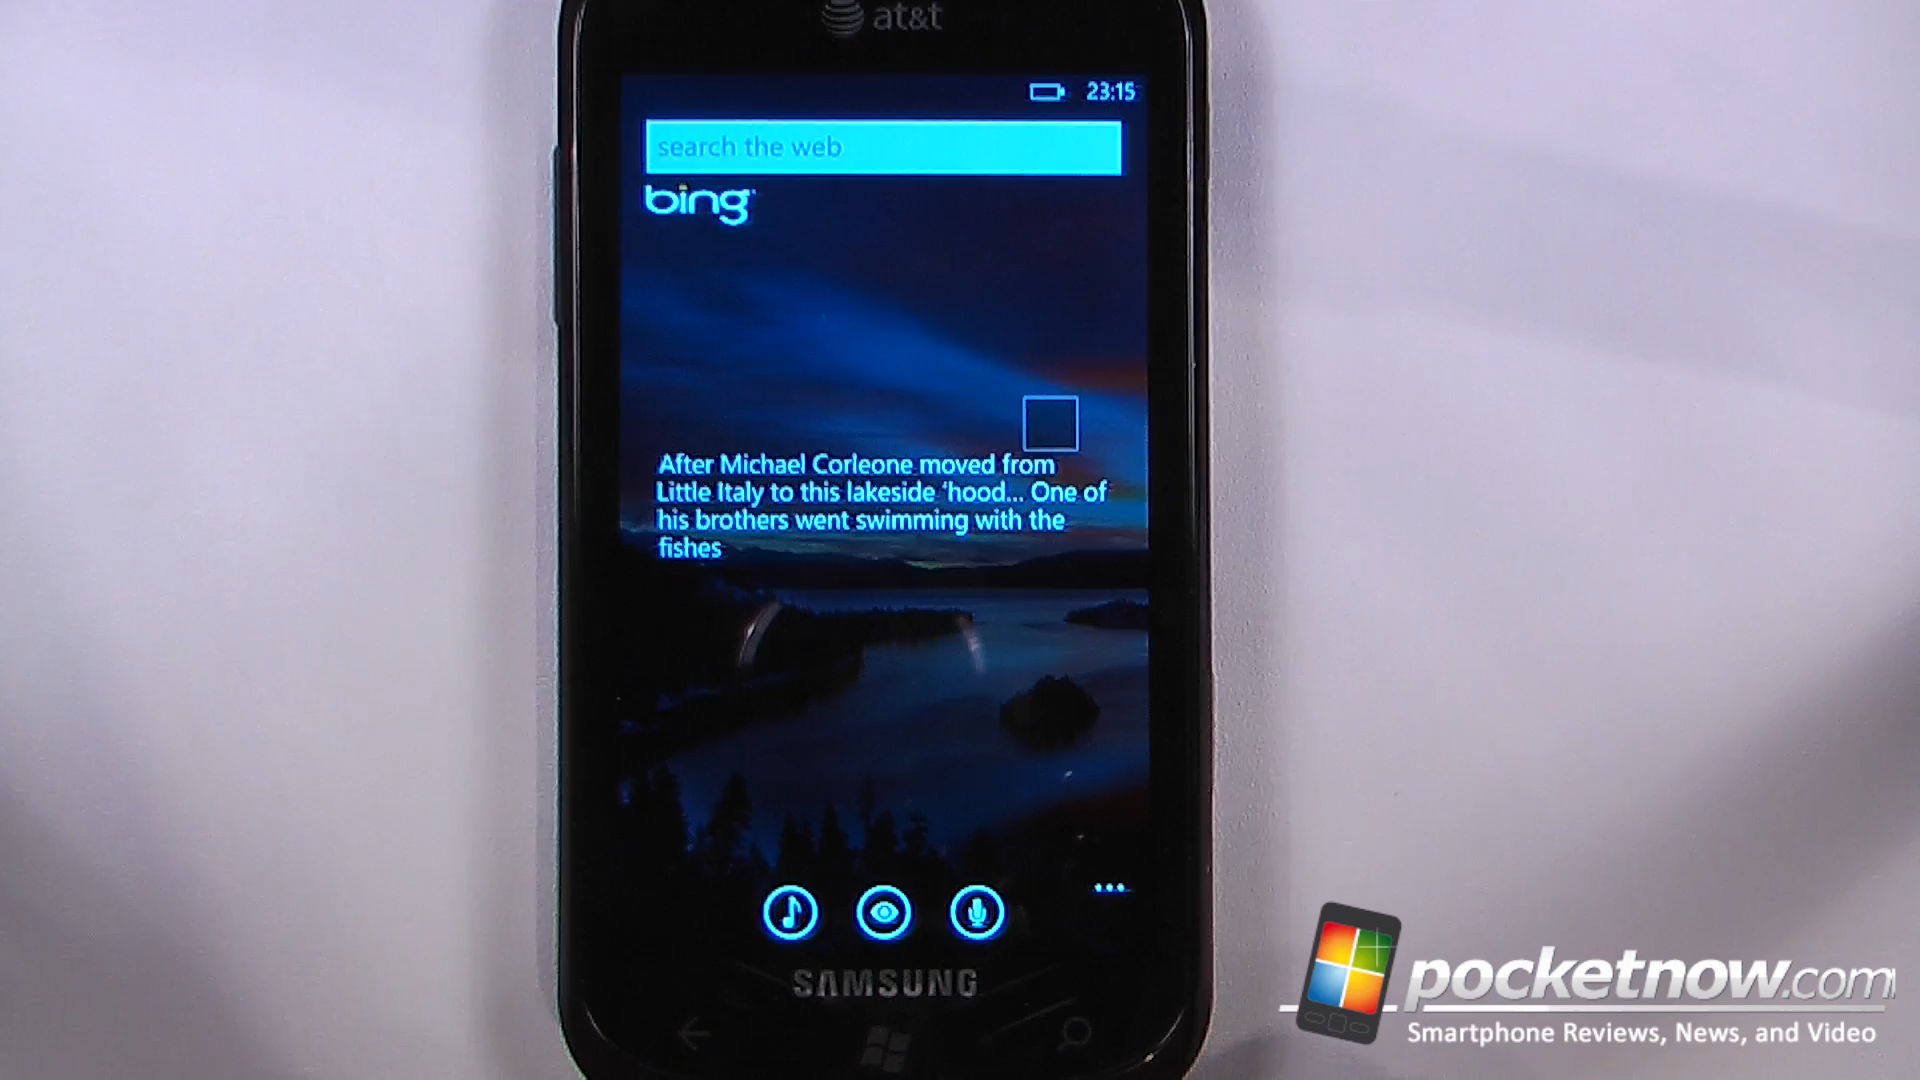 at&t
23:15
search the web
bing
After Michael Corleone moved from
Little Italy to this lakeside ‘hood... One of
his brothers went swimming with the
fishes
SAMSUNG
pocketnow.com
Smartphone Reviews, News, and Video